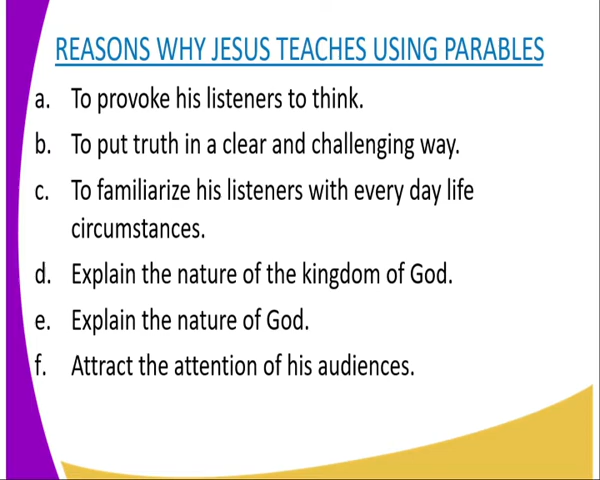 REASONS WHY JESUS TEACHES USING PARABLES
a. To provoke his listeners to think.
b. To put truth in a clear and challenging way.
c. To familiarize his listeners with every day life
circumstances.
d. Explain the nature of the kingdom of God.
e. Explain the nature of God.
f. Attract the attention of his audiences.